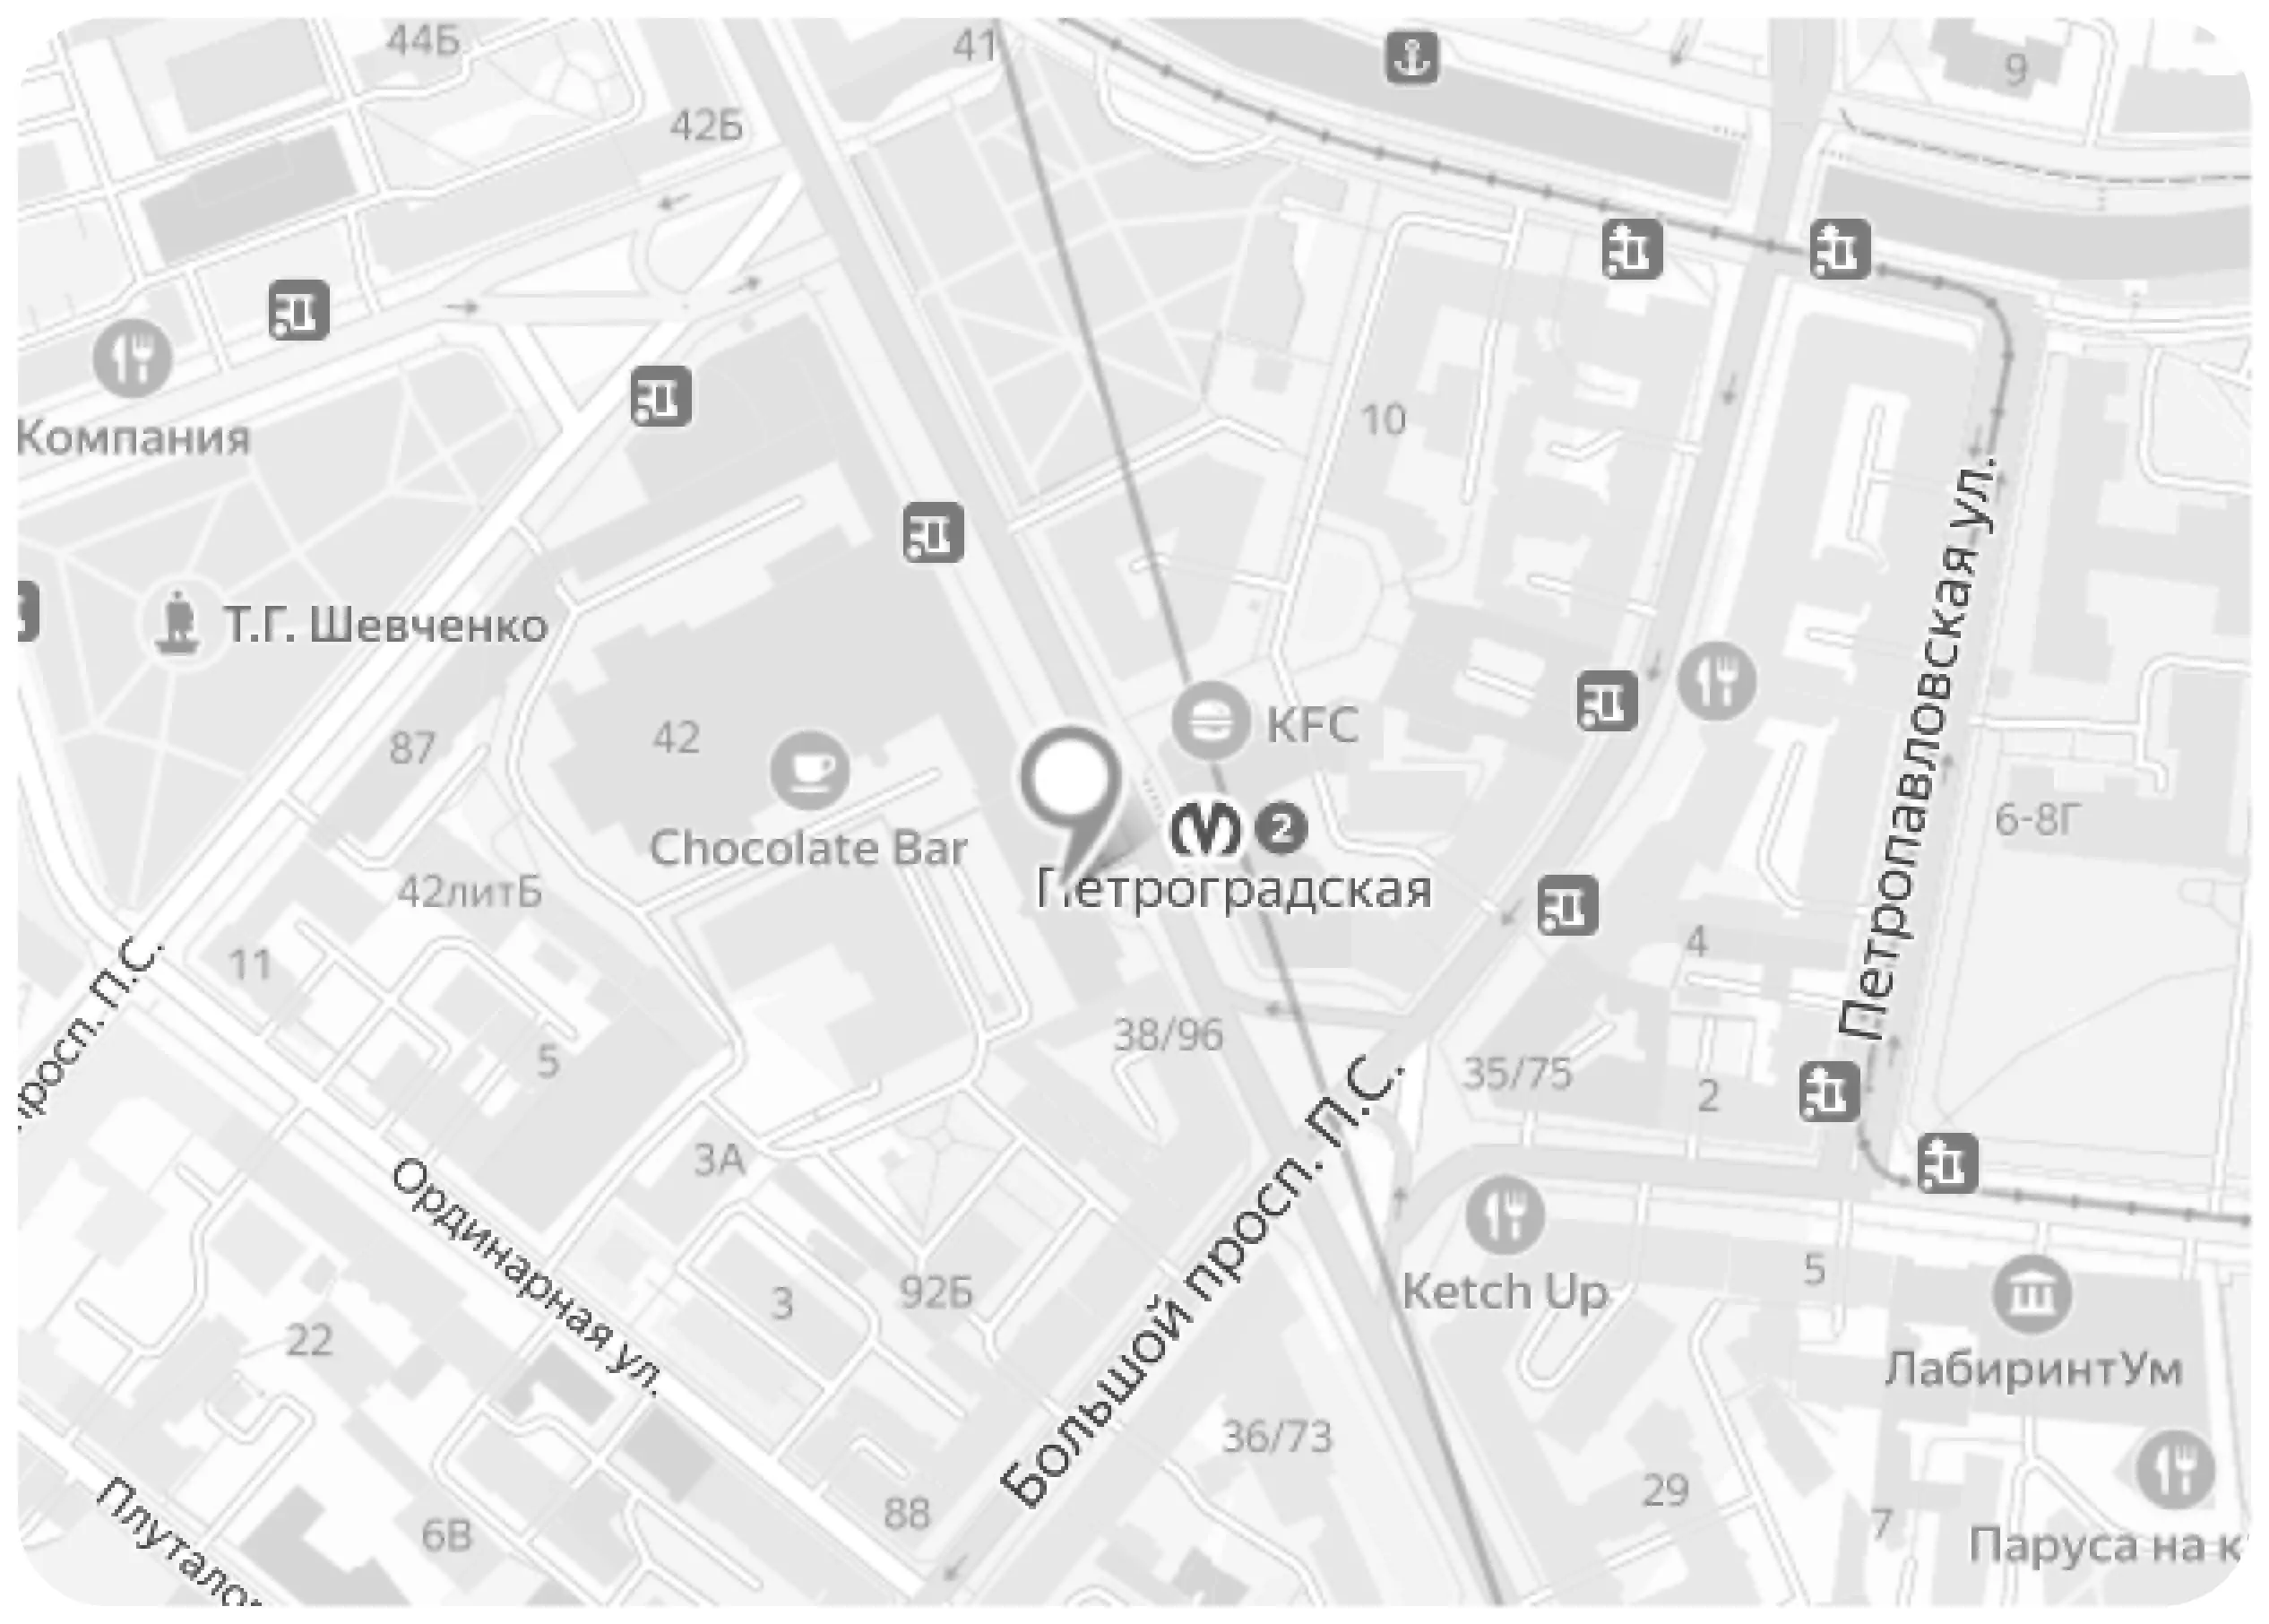 44Б
41
9
42Б
10
Компания
Т.Г. Шевченко
87
42
KFC
Chocolate Bar
2
Петроградская
Петропавловская ул.
6-8Г
42литБ
11
4
38/96
5
35/75
2
просп. П.С.
3А
Ординарная ул.
Большой просп. П.С.
92Б
3
Ketch Up
5
22
ЛабиринтУм
36/73
29
88
7
6В
Паруса на к
Плуталов